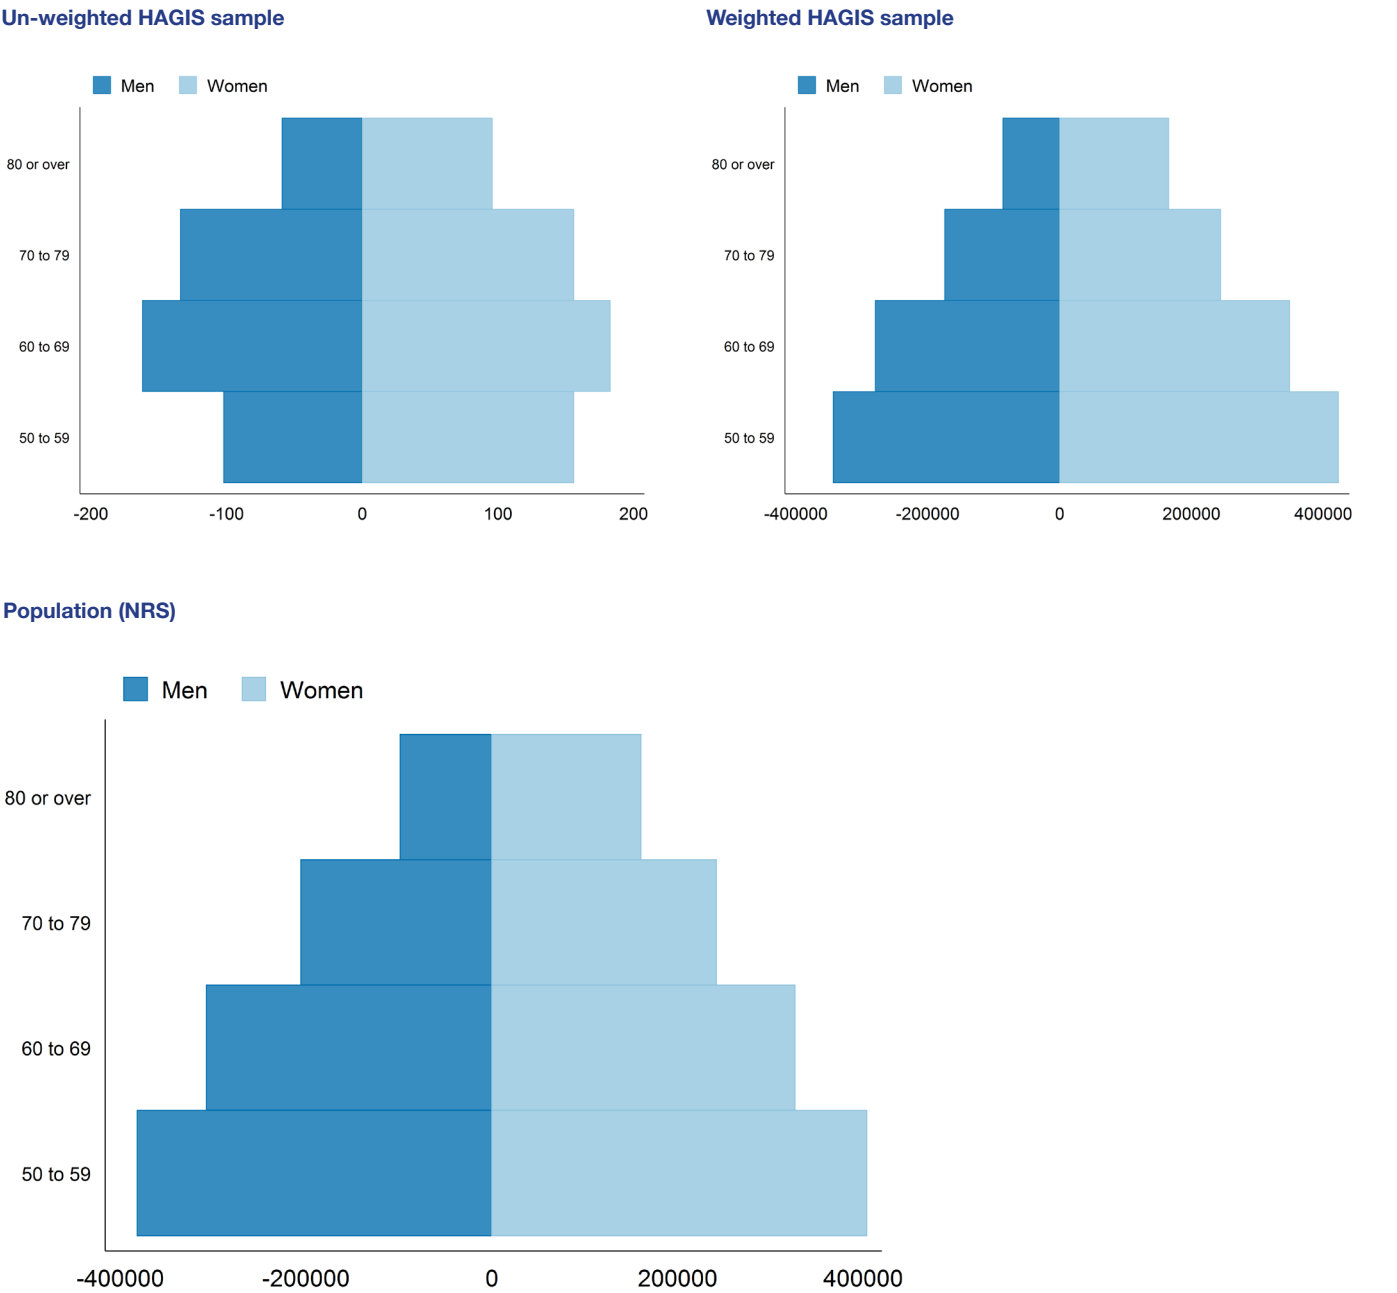 Un-weighted HAGIS sample
Men Women
80 or over
70 to 79
60 to 69
50 to 59
-200 -100 0 100 200
Weighted HAGIS sample
Men Women
80 or over
70 to 79
60 to 69
50 to 59
-400000 -200000 0 200000 400000
Population (NRS)
Men Women
80 or over
70 to 79
60 to 69
50 to 59
-400000 -200000 0 200000 400000